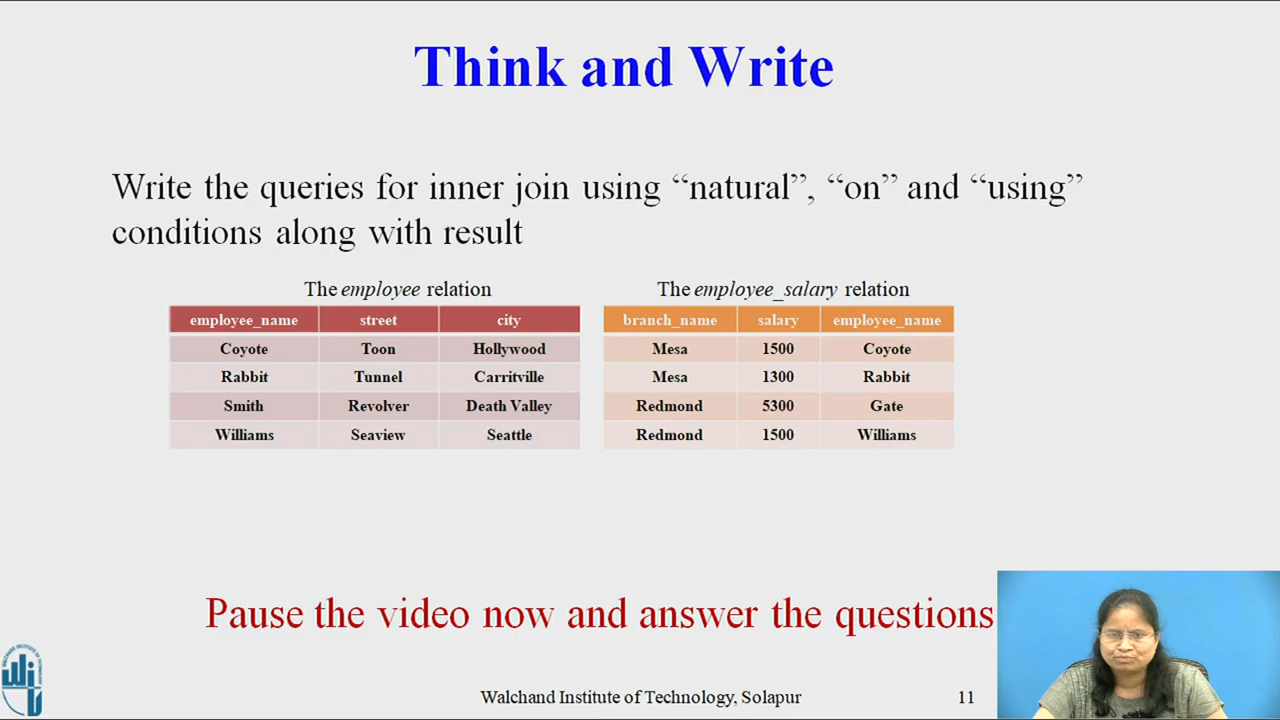 Think and Write
Write the queries for inner join using “natural”, “on” and “using”
conditions along with result
The employee relation
employee_name street city
Coyote Toon Hollywood
Rabbit Tunnel Carritville
Smith Revolver Death Valley
Williams Seaview Seattle
The employee_salary relation
branch_name salary employee_name
Mesa 1500 Coyote
Mesa 1300 Rabbit
Redmond 5300 Gate
Redmond 1500 Williams
Pause the video now and answer the questions
Walchand Institute of Technology, Solapur
11